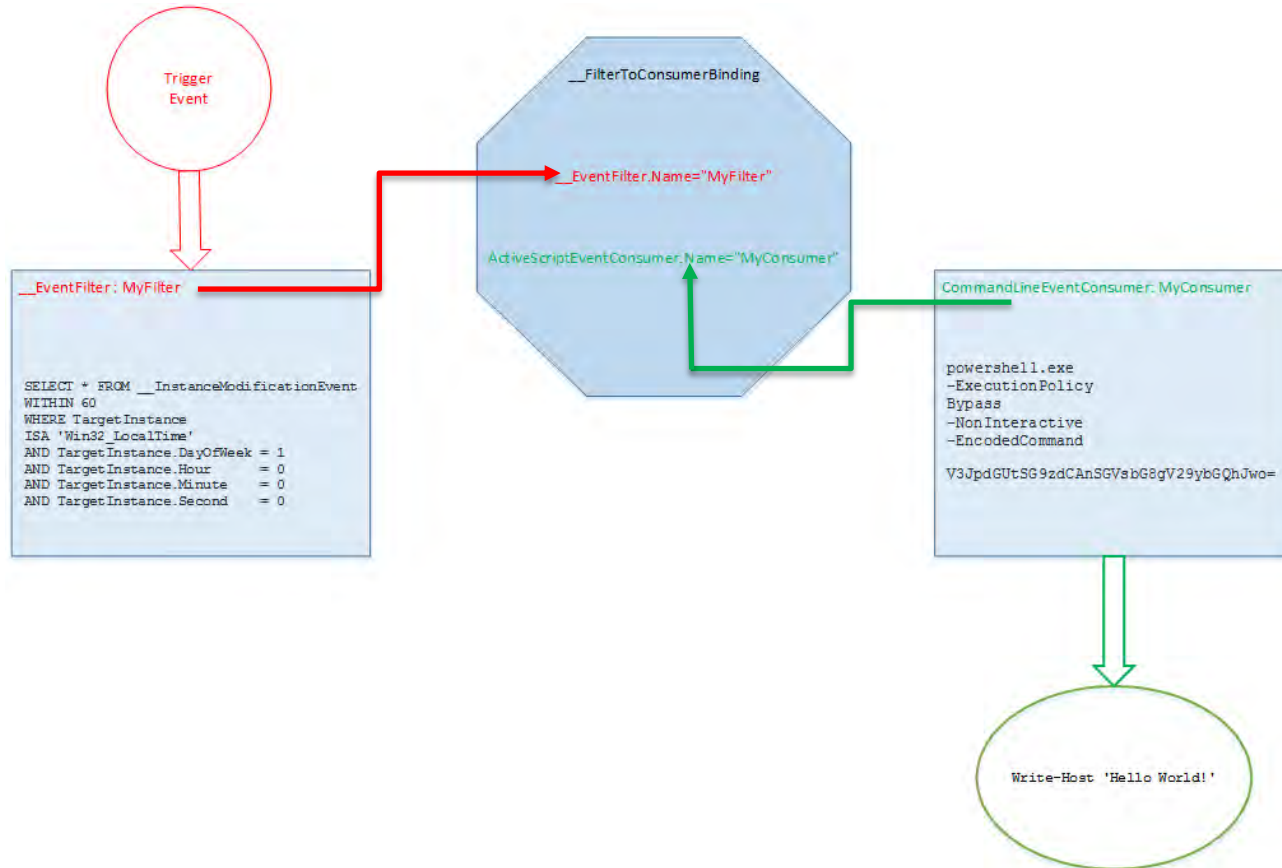 Trigger
Event
__FilterToConsumerBinding
__EventFilter.Name="MyFilter"
ActiveScriptEventConsumer.Name="MyConsumer"
__EventFilter: MyFilter
SELECT * FROM __InstanceModificationEvent
WITHIN 60
WHERE TargetInstance
ISA 'Win32_LocalTime'
AND TargetInstance.DayOfWeek = 1
AND TargetInstance.Hour = 0
AND TargetInstance.Minute = 0
AND TargetInstance.Second = 0
CommandLineEventConsumer: MyConsumer
powershell.exe
-ExecutionPolicy
Bypass
-NonInteractive
-EncodedCommand
V3JpdGUtSG9zdCAnSGVsbG8gV29ybGQhJwo=
Write-Host 'Hello World!'